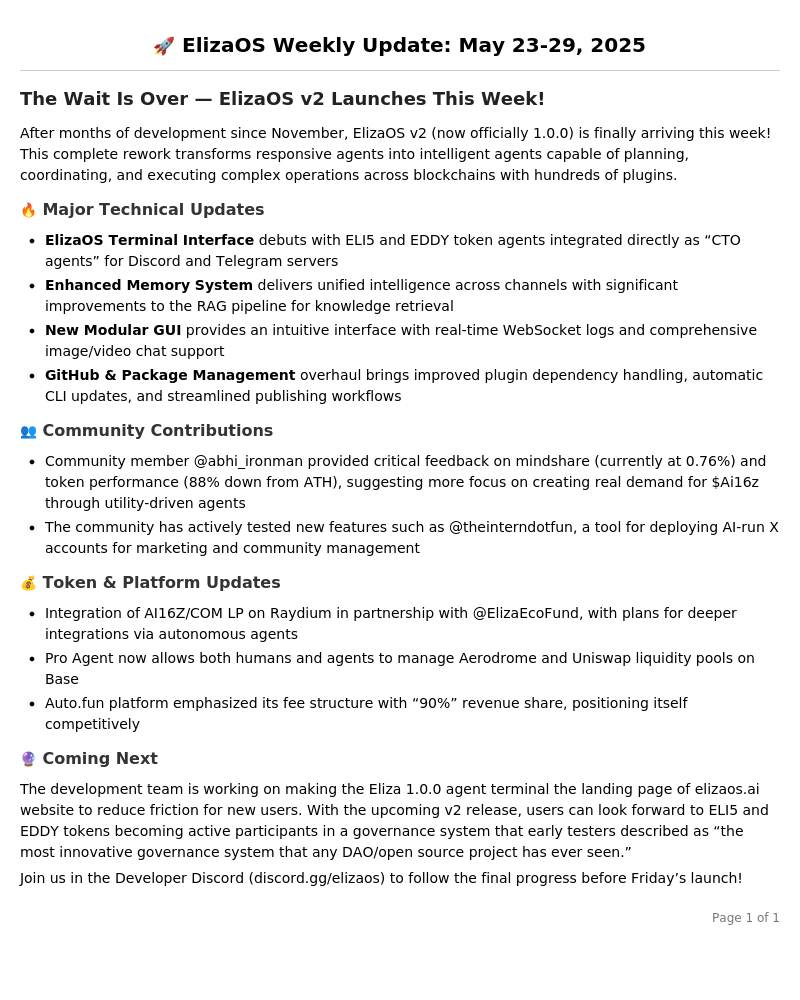 🚀 ElizaOS Weekly Update: May 23-29, 2025
The Wait Is Over — ElizaOS v2 Launches This Week!
After months of development since November, ElizaOS v2 (now officially 1.0.0) is finally arriving this week!
This complete rework transforms responsive agents into intelligent agents capable of planning,
coordinating, and executing complex operations across blockchains with hundreds of plugins.
🔥 Major Technical Updates
• ElizaOS Terminal Interface debuts with ELI5 and EDDY token agents integrated directly as “CTO
agents” for Discord and Telegram servers
• Enhanced Memory System delivers unified intelligence across channels with significant
improvements to the RAG pipeline for knowledge retrieval
• New Modular GUI provides an intuitive interface with real-time WebSocket logs and comprehensive
image/video chat support
• GitHub & Package Management overhaul brings improved plugin dependency handling, automatic
CLI updates, and streamlined publishing workflows
👥 Community Contributions
• Community member @abhi_ironman provided critical feedback on mindshare (currently at 0.76%) and
token performance (88% down from ATH), suggesting more focus on creating real demand for $Ai16z
through utility-driven agents
• The community has actively tested new features such as @theinterndotfun, a tool for deploying AI-run X
accounts for marketing and community management
💰 Token & Platform Updates
• Integration of AI16Z/COM LP on Raydium in partnership with @ElizaEcoFund, with plans for deeper
integrations via autonomous agents
• Pro Agent now allows both humans and agents to manage Aerodrome and Uniswap liquidity pools on
Base
• Auto.fun platform emphasized its fee structure with “90%” revenue share, positioning itself
competitively
🔮 Coming Next
The development team is working on making the Eliza 1.0.0 agent terminal the landing page of elizaos.ai
website to reduce friction for new users. With the upcoming v2 release, users can look forward to ELI5 and
EDDY tokens becoming active participants in a governance system that early testers described as “the
most innovative governance system that any DAO/open source project has ever seen.”
Join us in the Developer Discord (discord.gg/elizaos) to follow the final progress before Friday’s launch!
Page 1 of 1